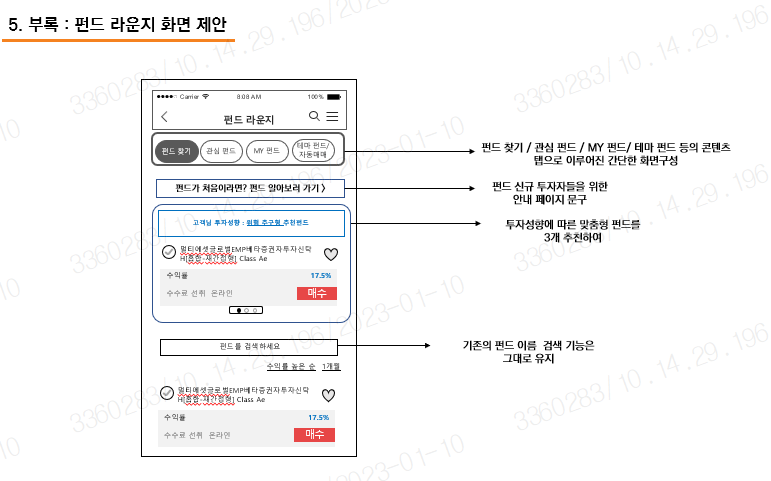 5. 부록 : 펀드 라운지 화면 제안
Carrier 8:08 AM 100%
펀드 라운지
펀드 찾기 관심 펀드 MY 펀드 테마 펀드/
자동매매
펀드 찾기 / 관심 펀드 / MY 펀드/ 테마 펀드 등의 콘텐츠
탭으로 이루어진 간단한 화면구성
펀드가 처음이라면? 펀드 알아보러 가기 >
펀드 신규 투자자들을 위한
안내 페이지 문구
고객님 투자성향 : 위험 추구형 추천펀드
투자성향에 따른 맞춤형 펀드를
3개 추천하여
멀티에셋글로벌EMP베타증권자투자신탁
H[혼합-재간접형] Class Ae
수익률 17.5%
수수료 선취 온라인 매수
펀드를 검색하세요
기존의 펀드 이름 검색 기능은
그대로 유지
수익률 높은 순 1개월
멀티에셋글로벌EMP베타증권자투자신탁
H[혼합-재간접형] Class Ae
수익률 17.5%
수수료 선취 온라인 매수
3360283/10.14.29.196/2023-01-10